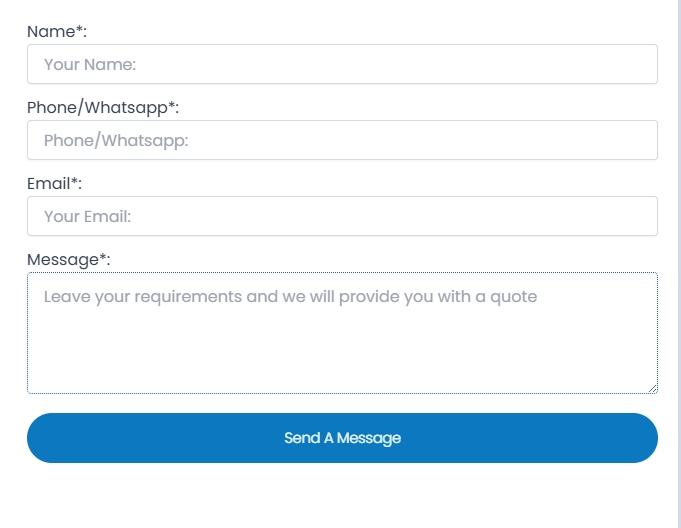 Name*:
Your Name:
Phone/Whatsapp*:
Phone/Whatsapp:
Email*:
Your Email:
Message*:
Leave your requirements and we will provide you with a quote
Send A Message